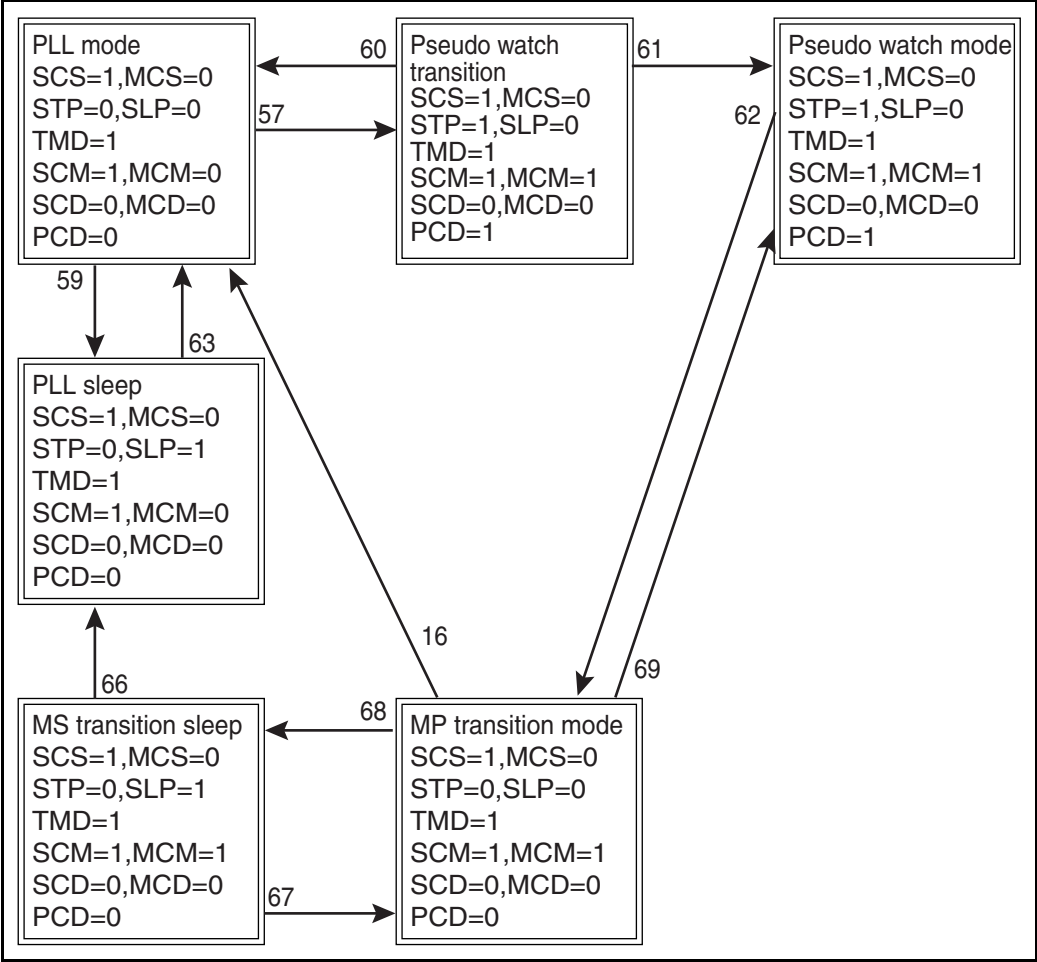 PLL mode
SCS=1,MCS=0
STP=0,SLP=0
TMD=1
SCM=1,MCM=0
SCD=0,MCD=0
PCD=0
60
57
Pseudo watch
transition
SCS=1,MCS=0
STP=1,SLP=0
TMD=1
SCM=1,MCM=1
SCD=0,MCD=0
PCD=1
61
62
Pseudo watch mode
SCS=1,MCS=0
STP=1,SLP=0
TMD=1
SCM=1,MCM=1
SCD=0,MCD=0
PCD=1
59
63
PLL sleep
SCS=1,MCS=0
STP=0,SLP=1
TMD=1
SCM=1,MCM=0
SCD=0,MCD=0
PCD=0
16
69
66
68
MS transition sleep
SCS=1,MCS=0
STP=0,SLP=1
TMD=1
SCM=1,MCM=1
SCD=0,MCD=0
PCD=0
67
MP transition mode
SCS=1,MCS=0
STP=0,SLP=0
TMD=1
SCM=1,MCM=1
SCD=0,MCD=0
PCD=0